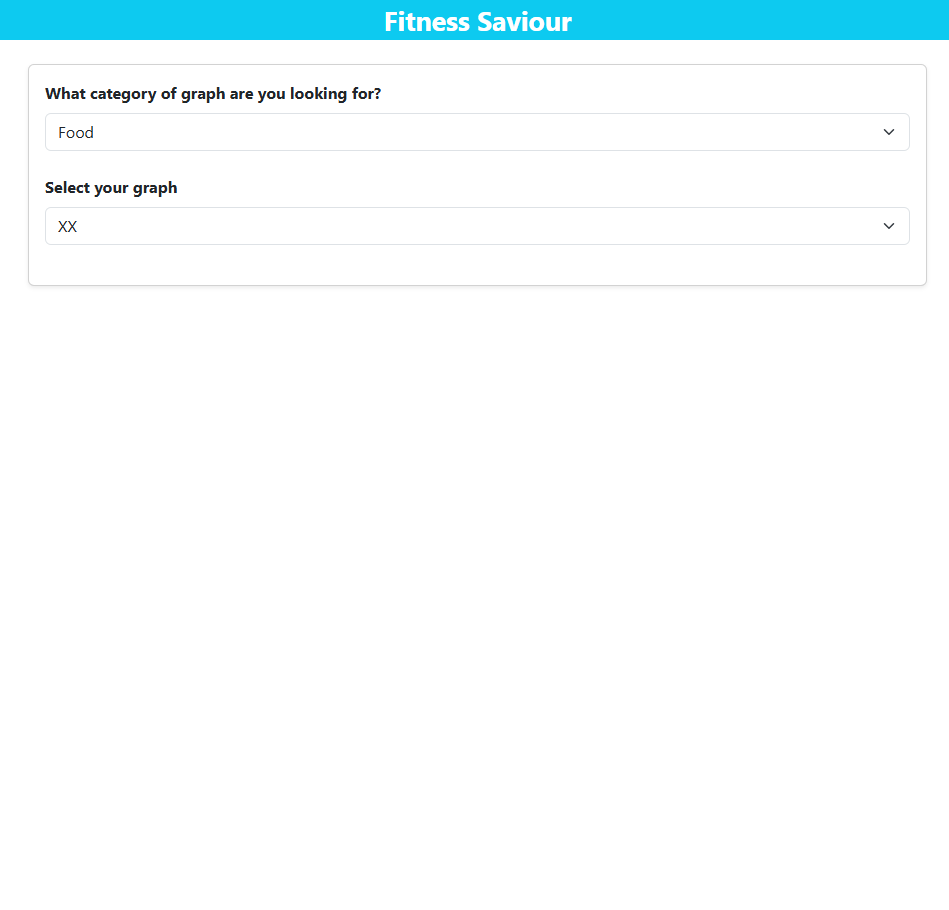 Fitness Saviour
What category of graph are you looking for?
Food
Select your graph
XX